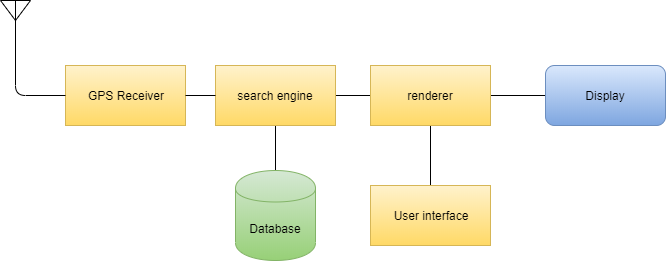 GPS Receiver
search engine
renderer
Display
Database
User interface